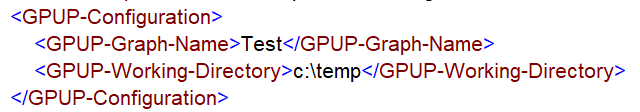 <GPUP-Configuration>
<GPUP-Graph-Name>Test</GPUP-Graph-Name>
<GPUP-Working-Directory>c:\temp</GPUP-Working-Directory>
</GPUP-Configuration>